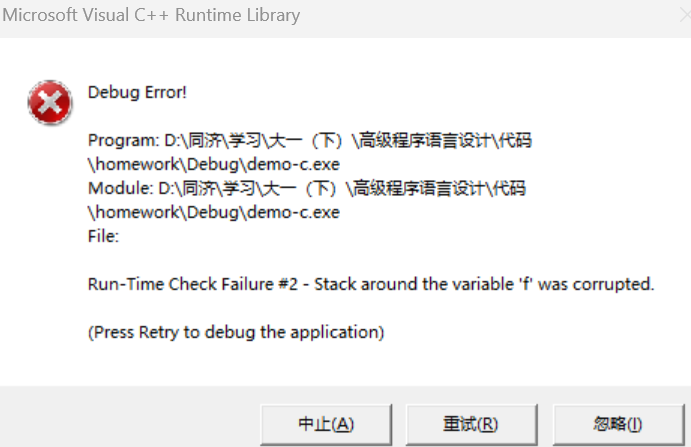 Microsoft Visual C++ Runtime Library
Debug Error!
Program: D:\同济\学习\大一（下）\高级程序语言设计\代码
\homework\Debug\demo-c.exe
Module: D:\同济\学习\大一（下）\高级程序语言设计\代码
\homework\Debug\demo-c.exe
File:
Run-Time Check Failure #2 - Stack around the variable 'f' was corrupted.
(Press Retry to debug the application)
中止(A) 重试(R) 忽略(I)